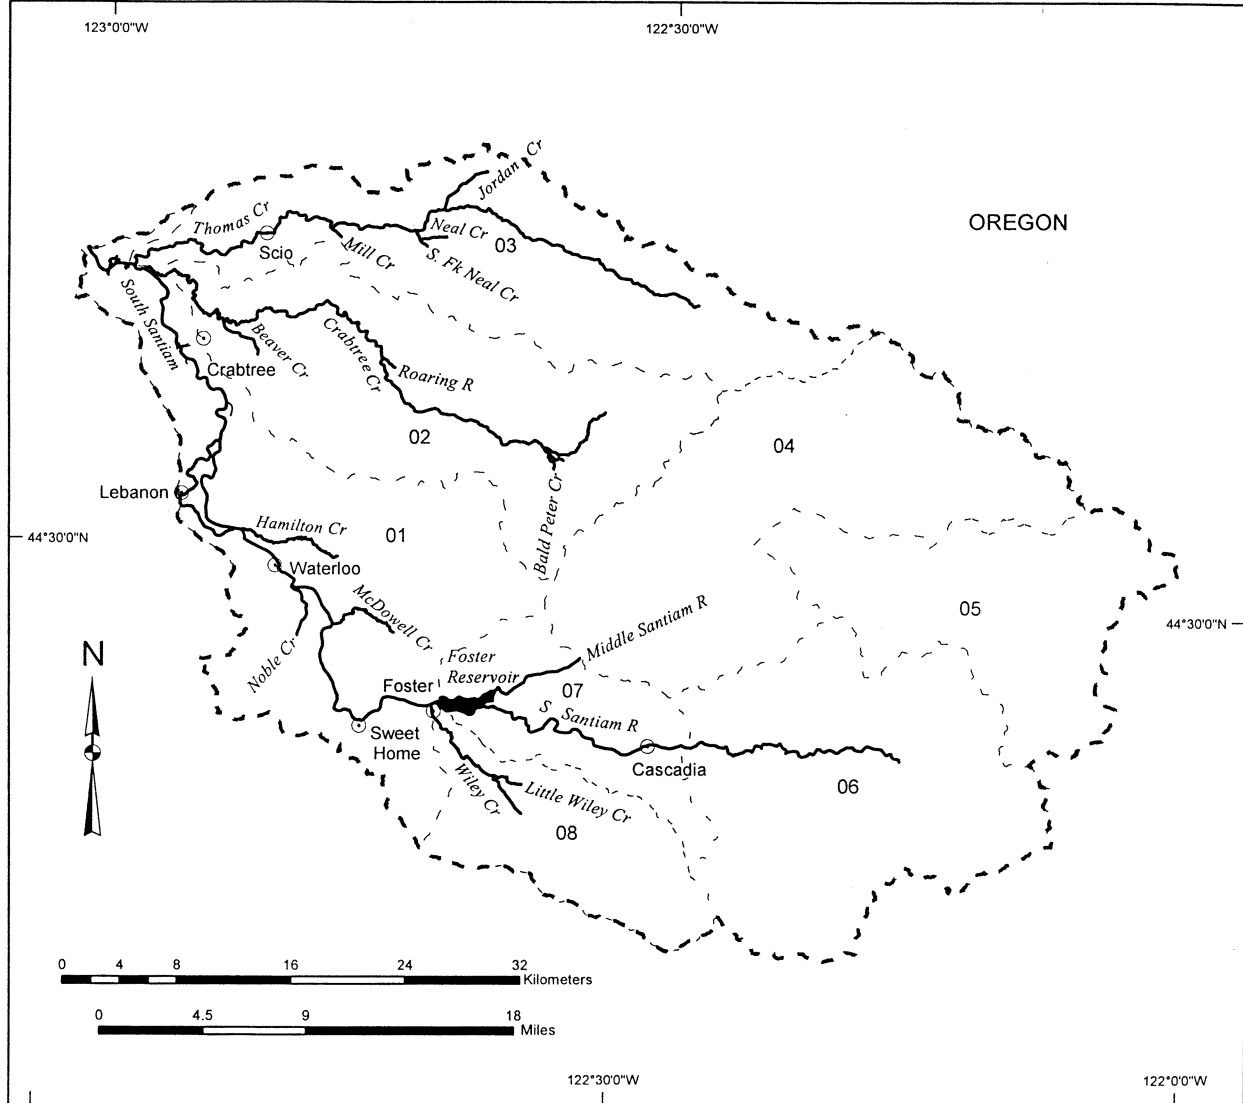 123°0'0"W
122°30'0"W
OREGON
Jordan Cr
Thomas Cr
Neal Cr
03
Scio
Mill Cr
S. Fk Neal Cr
South Santiam
Beaver Cr
Crabtree Cr
Crabtree
Roaring R
02
04
Lebanon
Bald Peter Cr
Hamilton Cr
01
44°30'0"N
Waterloo
McDowell Cr
05
44°30'0"N
Middle Santiam R
N
Noble Cr
Foster
Reservoir
Foster
07
S Santiam R
Sweet
Home
Cascadia
Wiley Cr
Little Wiley Cr
06
08
0 4 8 16 24 32
Kilometers
0 4.5 9 18
Miles
122°30'0"W
122°0'0"W